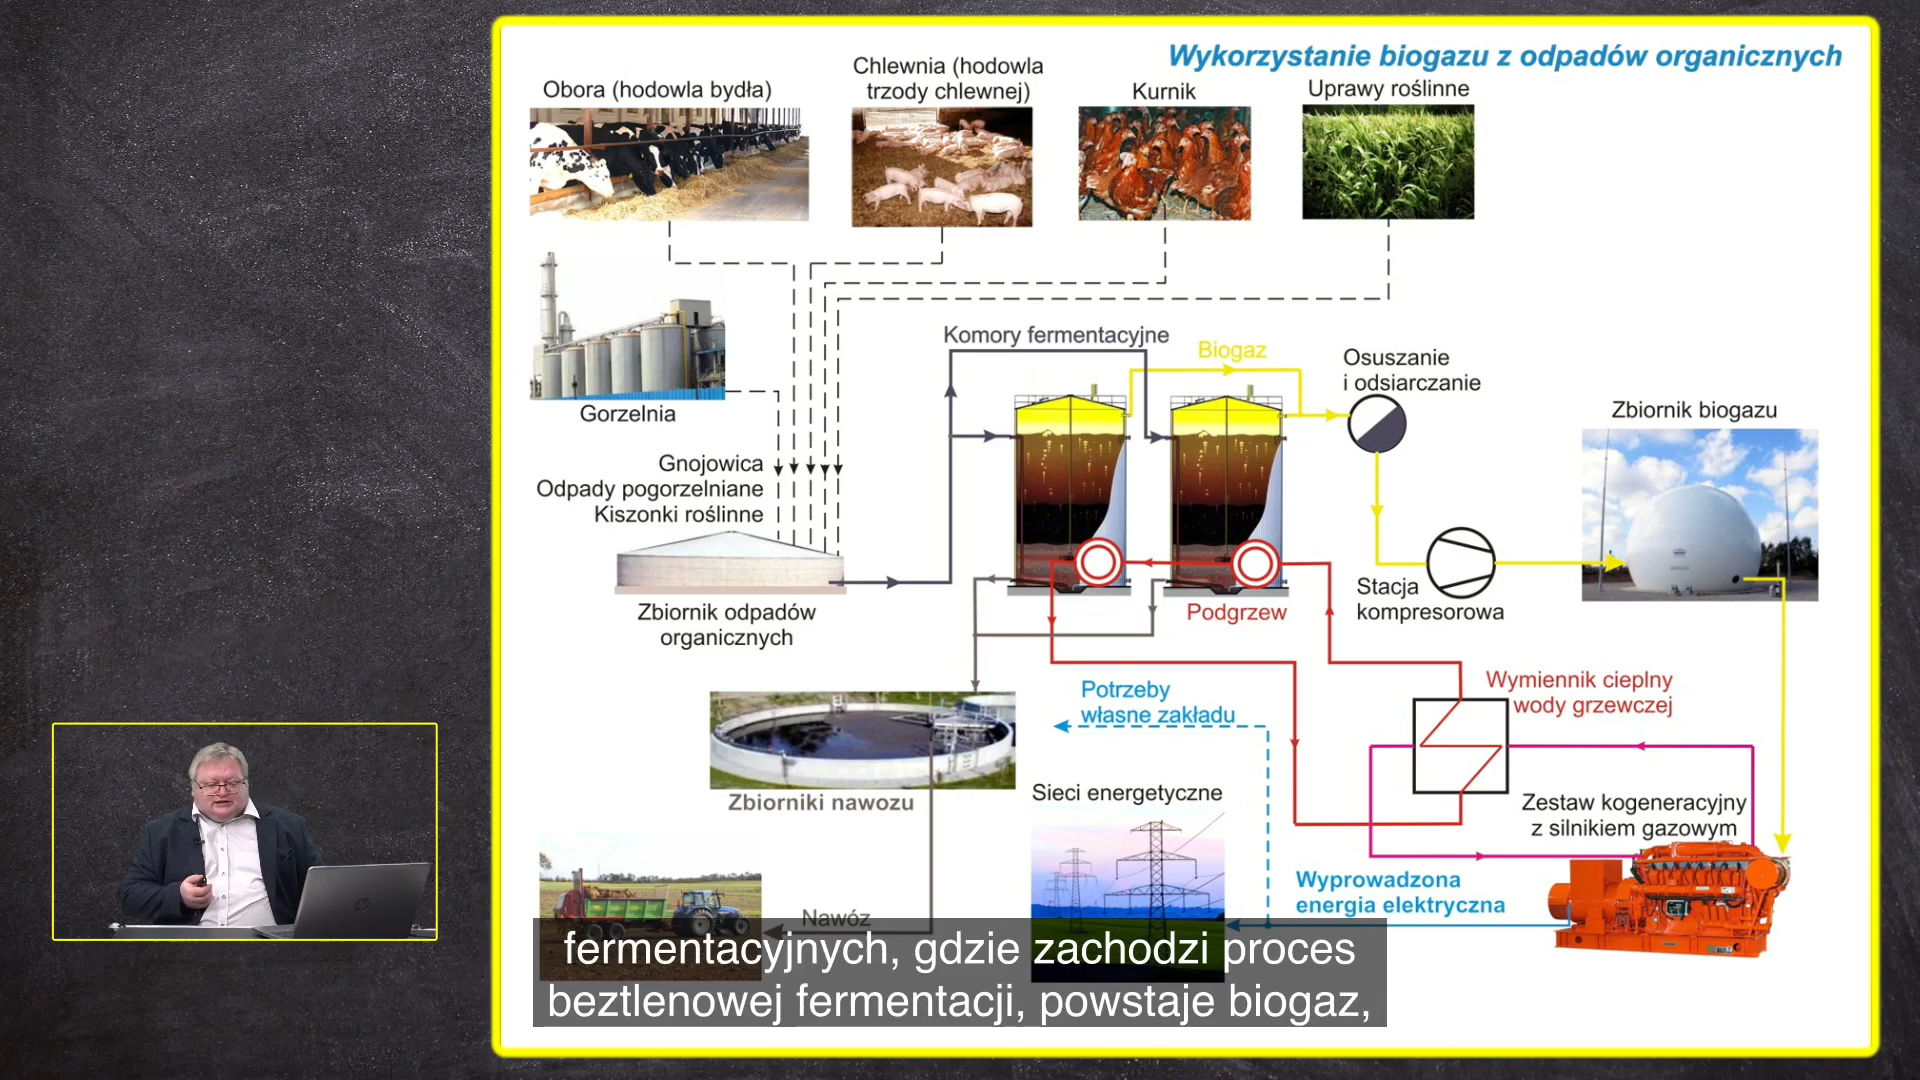 Wykorzystanie biogazu z odpadów organicznych
Obora (hodowla bydła)
Chlewnia (hodowla
trzody chlewnej)
Kurnik
Uprawy roślinne
Gorzelnia
Komory fermentacyjne
Biogaz
Osuszanie
i odsiarczanie
Zbiornik biogazu
Gnojowica
Odpady pogorzelniane
Kiszonki roślinne
Zbiornik odpadów
organicznych
Podgrzew
Stacja
kompresorowa
Potrzeby
własne zakładu
Wymiennik cieplny
wody grzewczej
Zbiorniki nawozu
Sieci energetyczne
Zestaw kogeneracyjny
z silnikiem gazowym
Wyprowadzona
energia elektryczna
Nawóz
fermentacyjnych, gdzie zachodzi proces
beztlenowej fermentacji, powstaje biogaz,